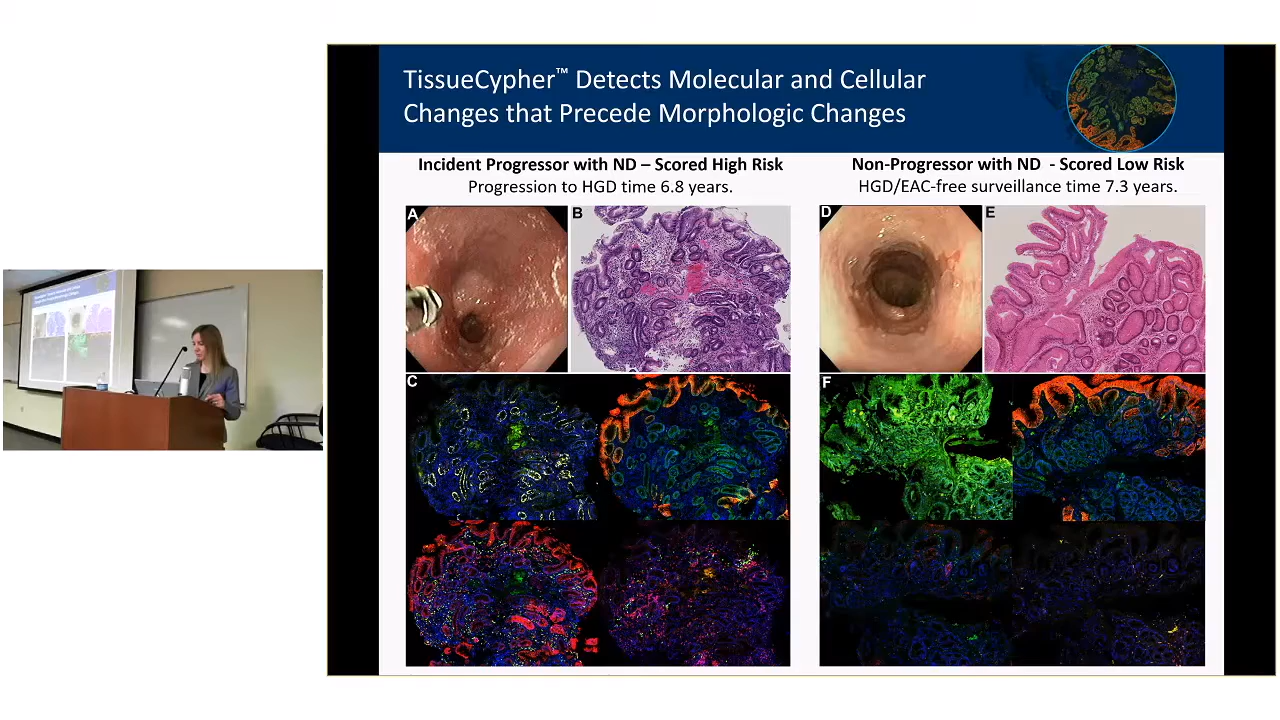 TissueCypher™ Detects Molecular and Cellular
Changes that Precede Morphologic Changes
Incident Progressor with ND – Scored High Risk
Progression to HGD time 6.8 years.
Non-Progressor with ND - Scored Low Risk
HGD/EAC-free surveillance time 7.3 years.
A
B
D
E
C
F